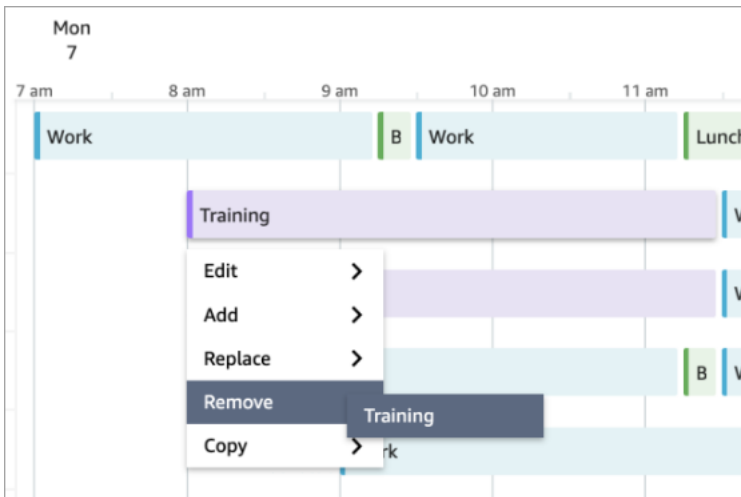 Mon
7
7 am 8 am 9 am 10 am 11 am
Work B Work Lunch
Training
Edit
Add
Replace
B
Remove
Training
Copy